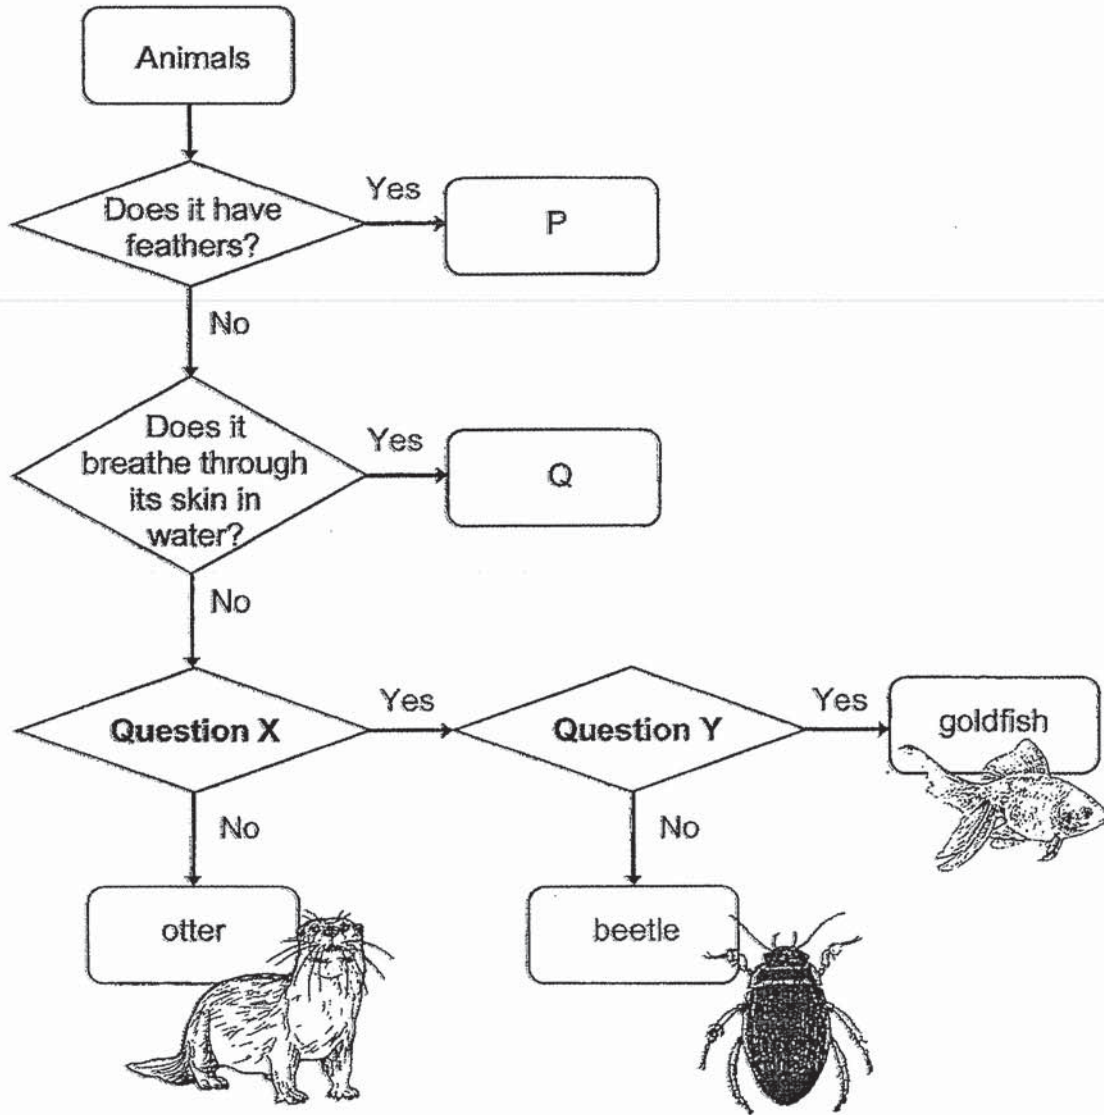 Animals
Does it have
feathers?
Yes
P
No
Does it
breathe through
its skin in
water?
Yes
Q
No
Question X
Yes
Question Y
Yes
goldfish
No
No
otter
beetle